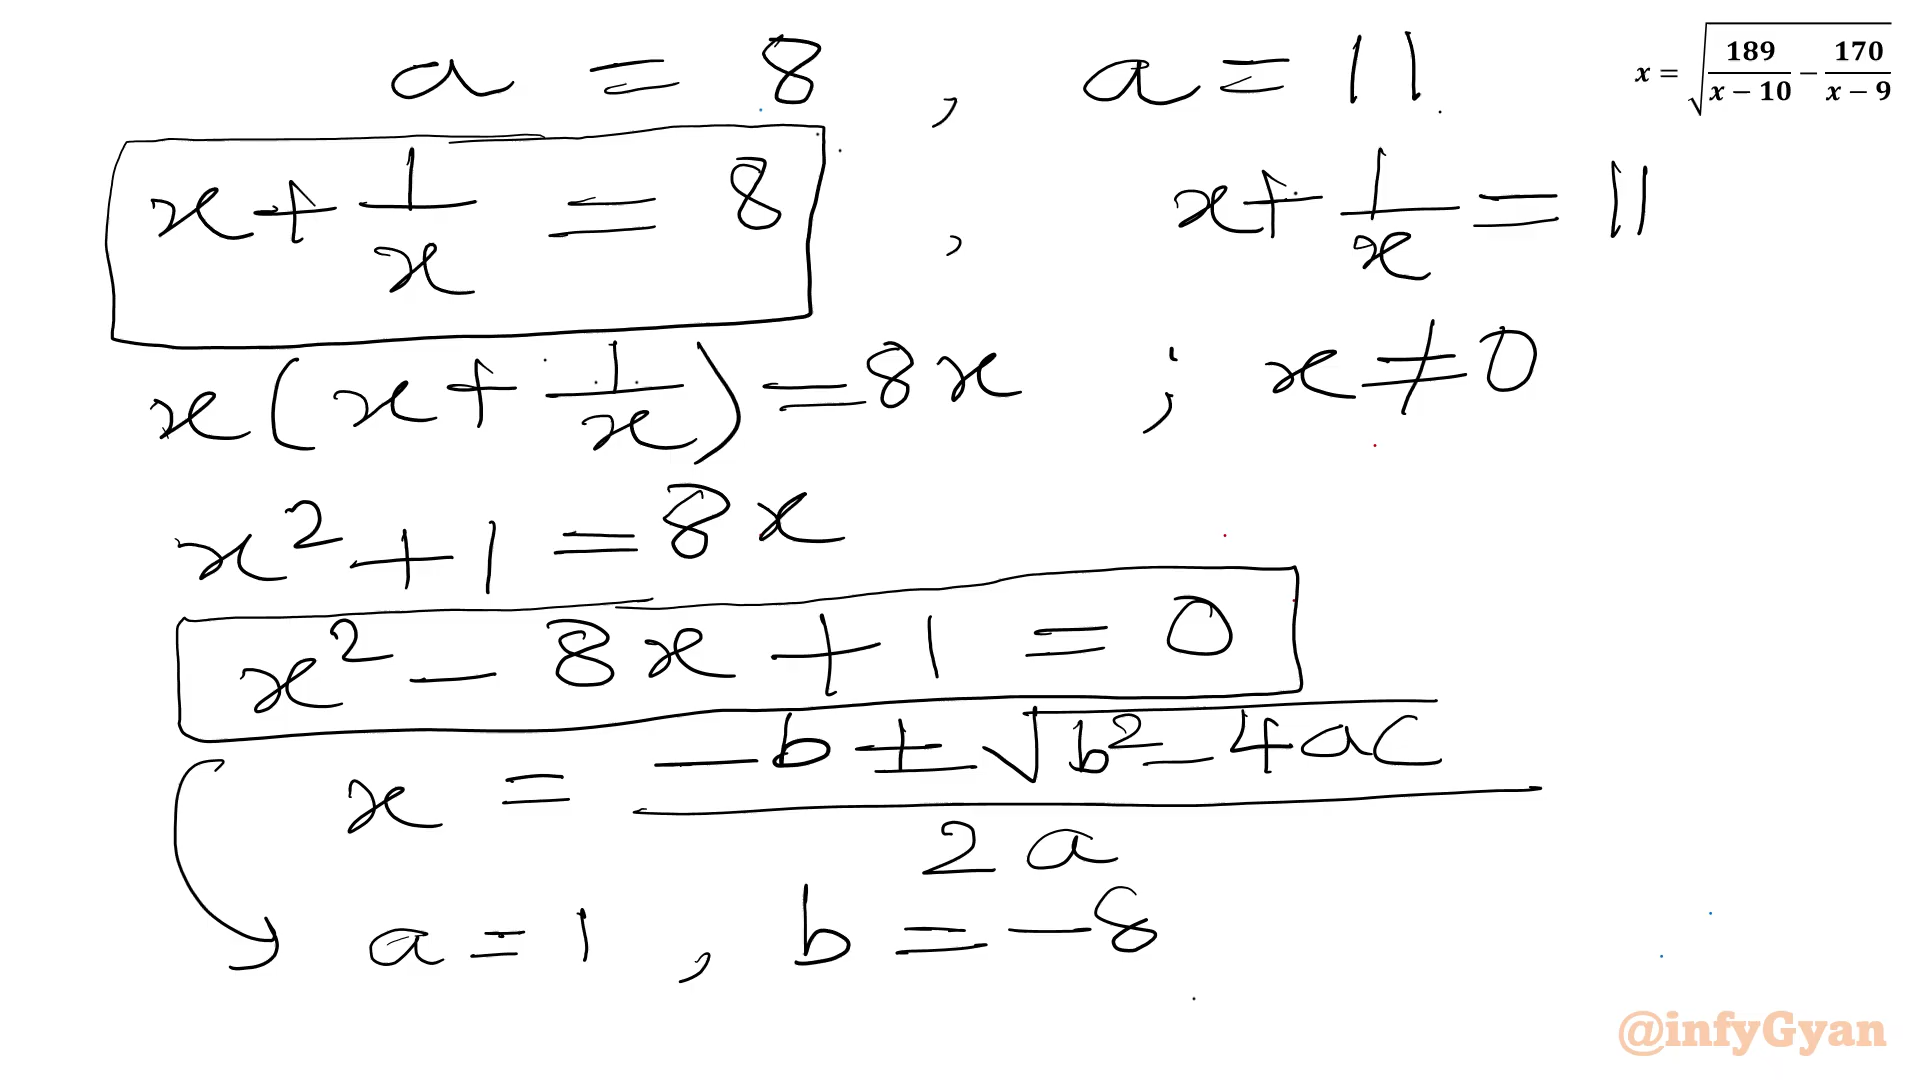 a = 8 , a = 11
x = √(189/(x − 10) − 170/(x − 9))
x + 1/x = 8 , x + 1/x = 11
x(x + 1/x) = 8x ; x ≠ 0
x² + 1 = 8x
x² − 8x + 1 = 0
x = (−b ± √(b² − 4ac))/(2a)
a = 1 , b = −8
@infyGyan